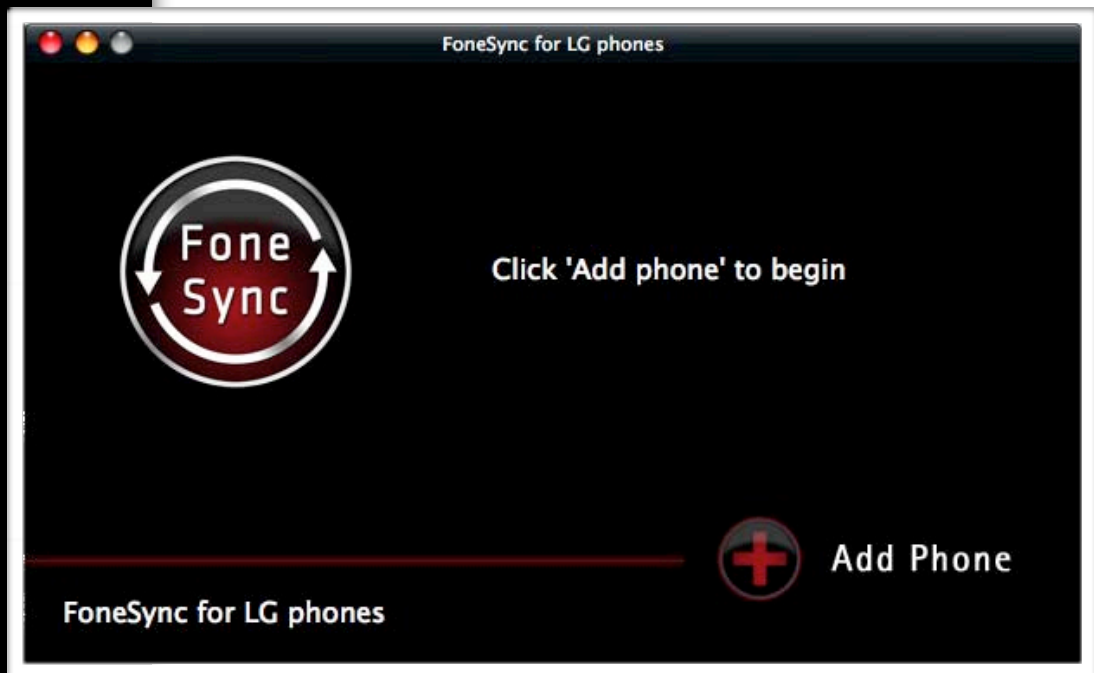 FoneSync for LG phones
Fone
Sync
Click 'Add phone' to begin
Add Phone
FoneSync for LG phones